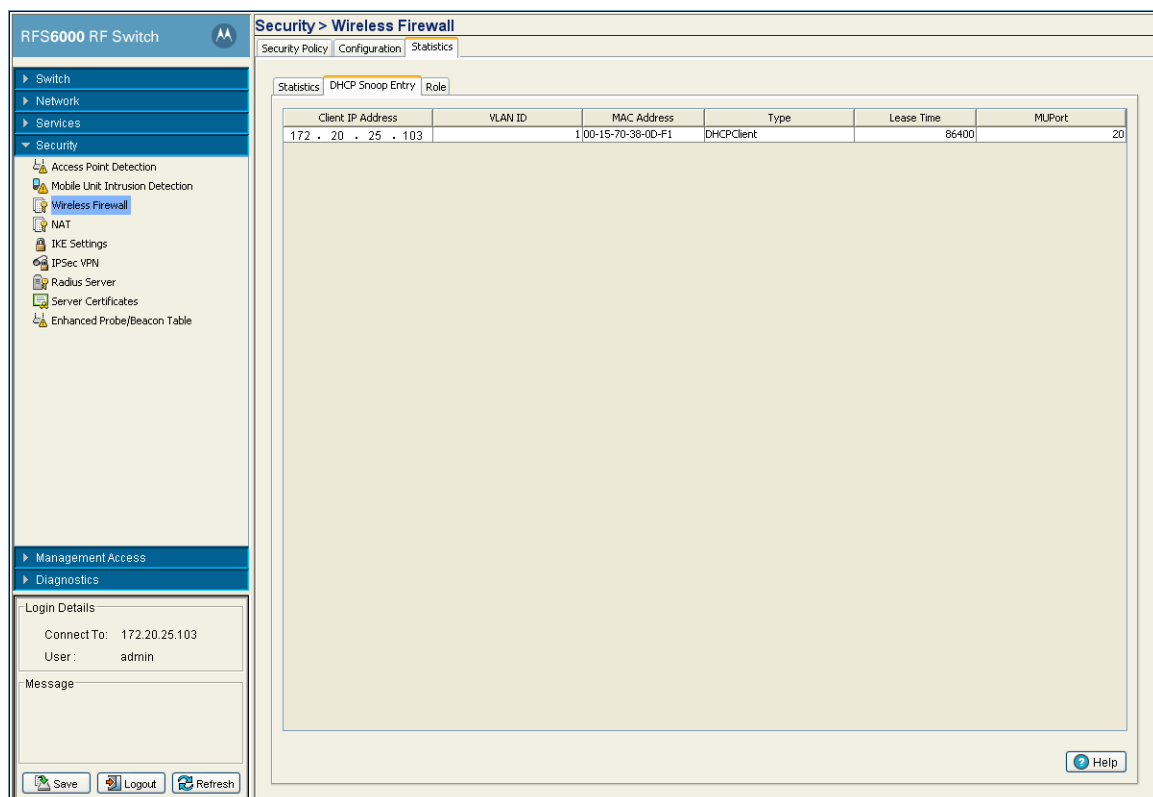 RFS6000 RF Switch
Security > Wireless Firewall
Security Policy Configuration Statistics
Statistics DHCP Snoop Entry Role
Switch
Network
Services
Security
Access Point Detection
Mobile Unit Intrusion Detection
Wireless Firewall
NAT
IKE Settings
IPSec VPN
Radius Server
Server Certificates
Enhanced Probe/Beacon Table
Management Access
Diagnostics
Login Details
Connect To: 172.20.25.103
User : admin
Message
Save Logout Refresh
Client IP Address VLAN ID MAC Address Type Lease Time MUPort
172 . 20 . 25 . 103 1 00-15-70-38-0D-F1 DHCPClient 86400 20
Help